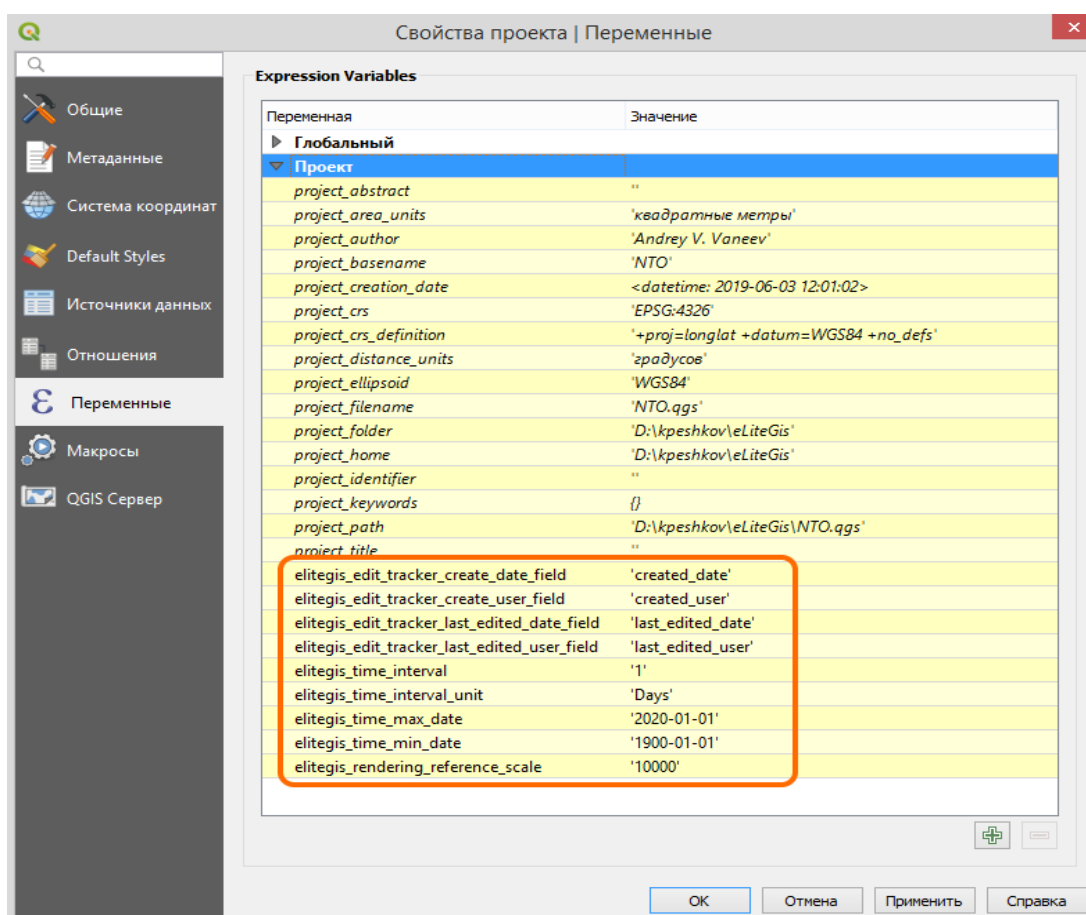 Свойства проекта | Переменные
Общие
Метаданные
Система координат
Default Styles
Источники данных
Отношения
Переменные
Макросы
QGIS Сервер
Expression Variables
Переменная Значение
Глобальный
Проект
project_abstract ''
project_area_units 'квадратные метры'
project_author 'Andrey V. Vaneev'
project_basename 'NTO'
project_creation_date <datetime: 2019-06-03 12:01:02>
project_crs 'EPSG:4326'
project_crs_definition '+proj=longlat +datum=WGS84 +no_defs'
project_distance_units 'градусов'
project_ellipsoid 'WGS84'
project_filename 'NTO.qgs'
project_folder 'D:\kpeshkov\eLiteGis'
project_home 'D:\kpeshkov\eLiteGis'
project_identifier ''
project_keywords {}
project_path 'D:\kpeshkov\eLiteGis\NTO.qgs'
project_title ''
elitegis_edit_tracker_create_date_field 'created_date'
elitegis_edit_tracker_create_user_field 'created_user'
elitegis_edit_tracker_last_edited_date_field 'last_edited_date'
elitegis_edit_tracker_last_edited_user_field 'last_edited_user'
elitegis_time_interval '1'
elitegis_time_interval_unit 'Days'
elitegis_time_max_date '2020-01-01'
elitegis_time_min_date '1900-01-01'
elitegis_rendering_reference_scale '10000'
OK Отмена Применить Справка